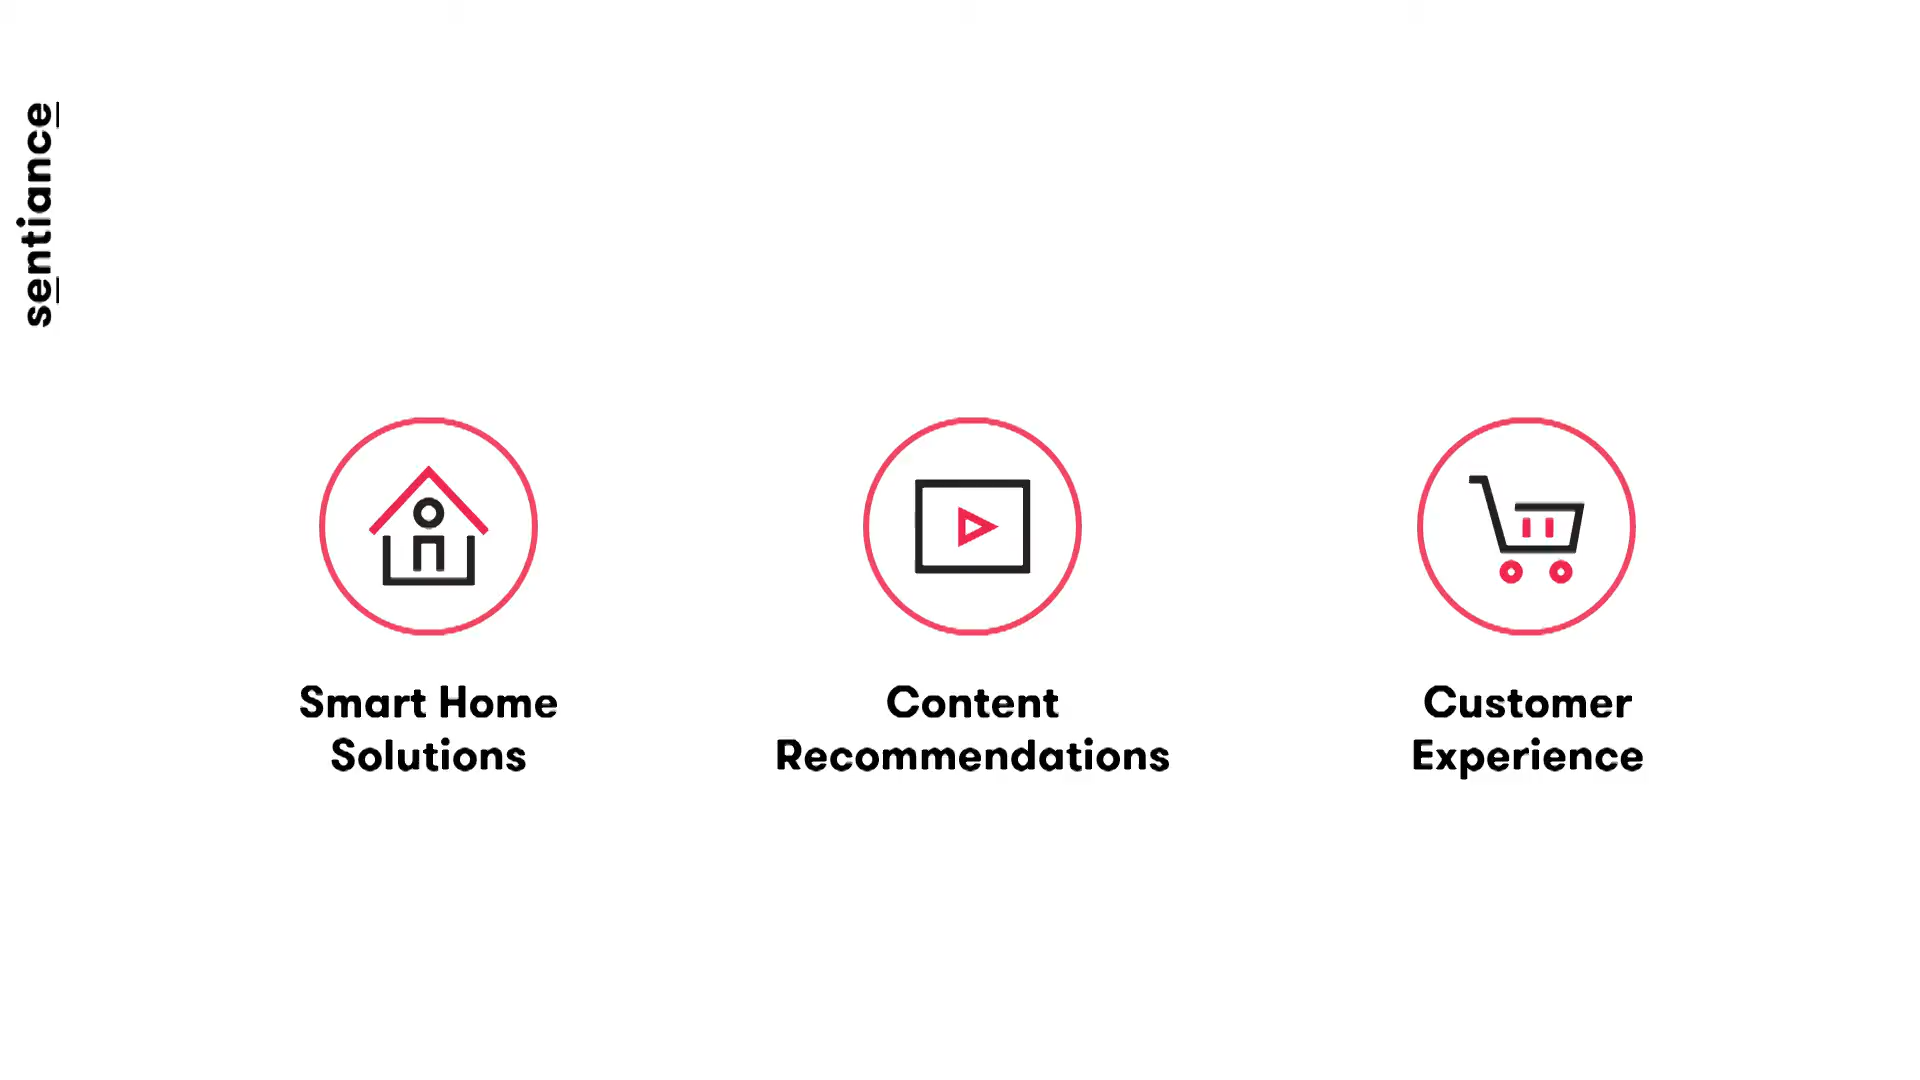 sentiance
Smart Home
Solutions
Content
Recommendations
Customer
Experience